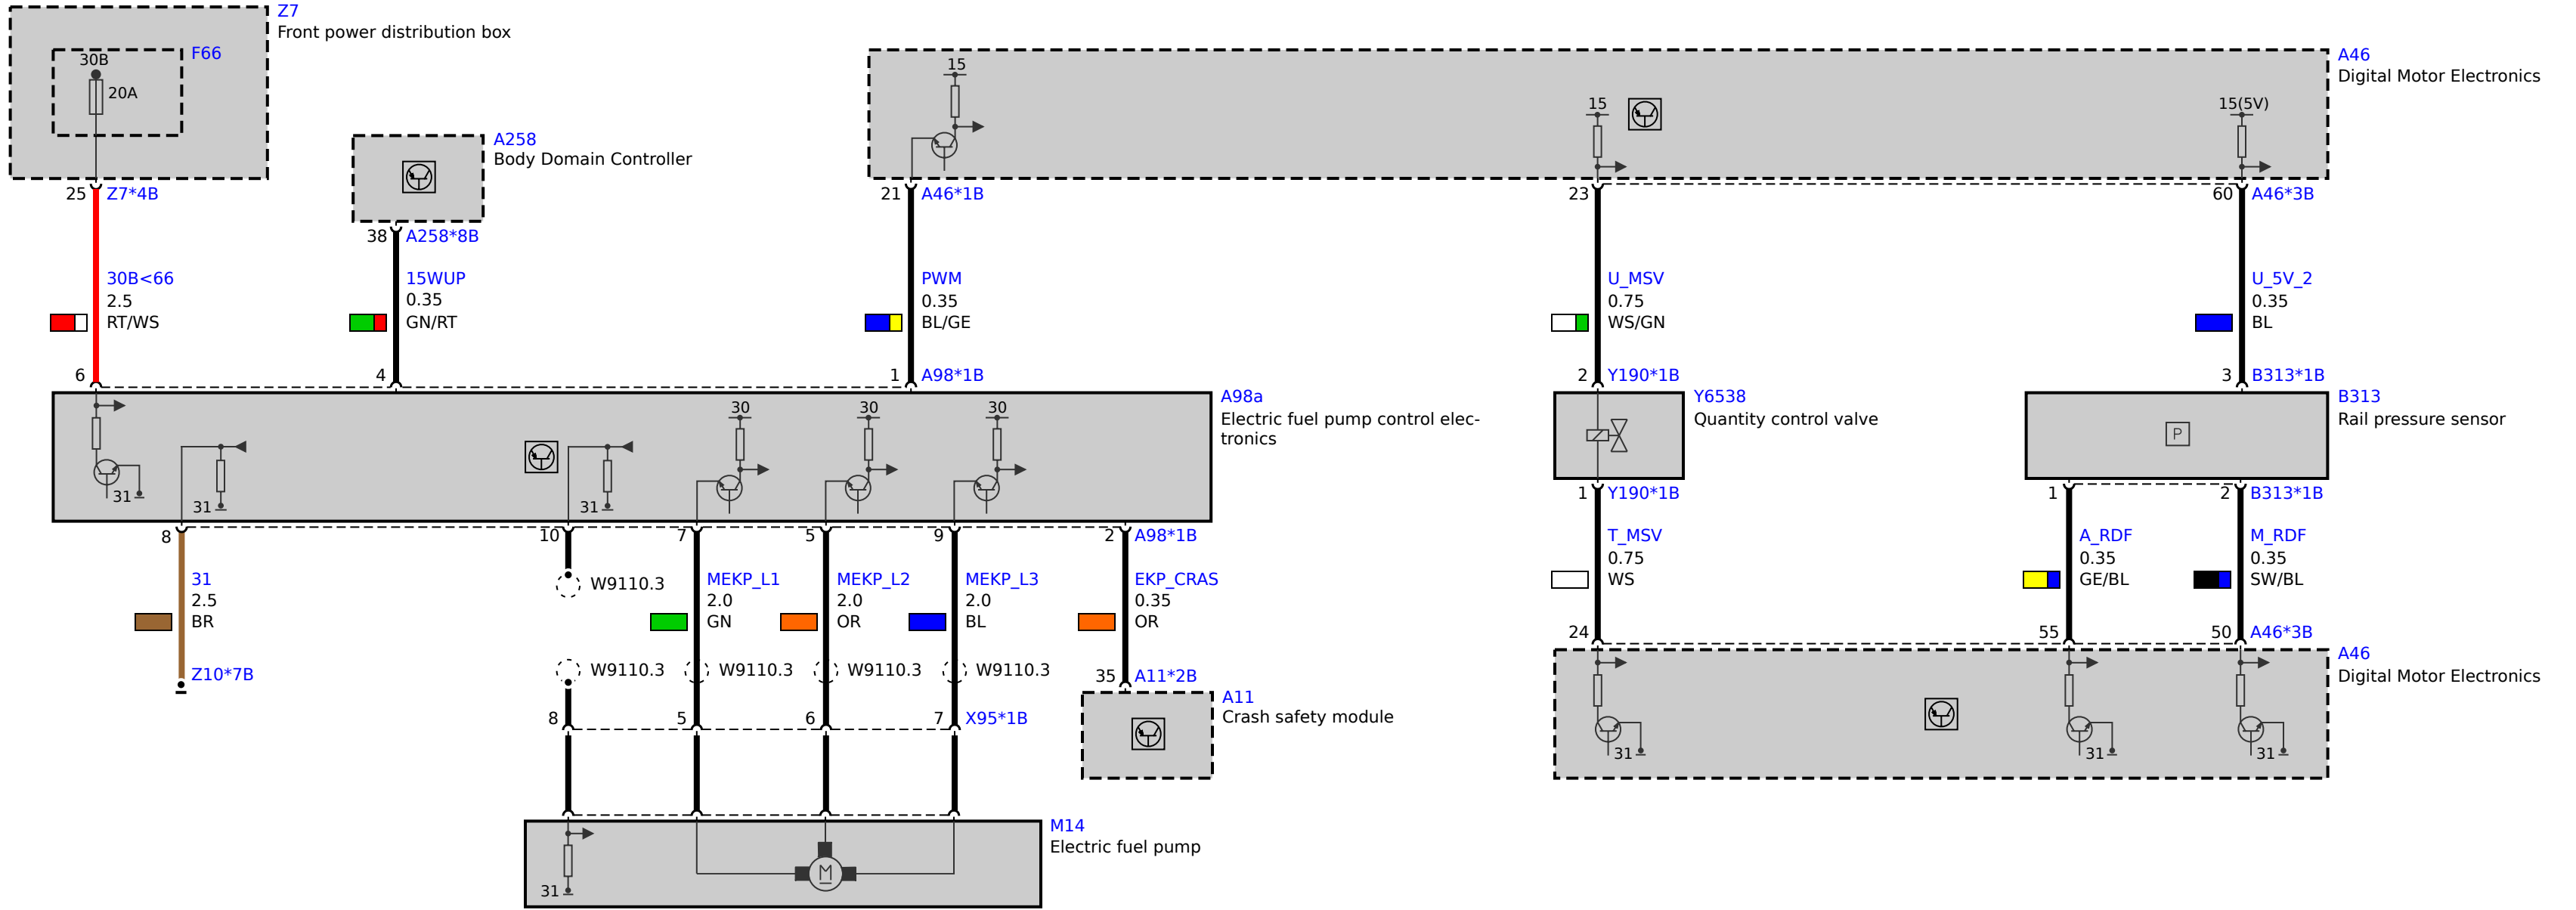 Z7
Front power distribution box
F66
30B
20A
A258
Body Domain Controller
15
15
15(5V)
A46
Digital Motor Electronics
25 Z7*4B
38 A258*8B
21 A46*1B
23
60 A46*3B
30B<66
2.5
RT/WS
15WUP
0.35
GN/RT
PWM
0.35
BL/GE
U_MSV
0.75
WS/GN
U_5V_2
0.35
BL
6
4
1 A98*1B
2 Y190*1B
3 B313*1B
A98a
Electric fuel pump control elec-
tronics
31
31
31
30
30
30
Y6538
Quantity control valve
P
B313
Rail pressure sensor
8
10
7
5
9
2 A98*1B
1 Y190*1B
1
2 B313*1B
31
2.5
BR
W9110.3
MEKP_L1
2.0
GN
MEKP_L2
2.0
OR
MEKP_L3
2.0
BL
EKP_CRAS
0.35
OR
T_MSV
0.75
WS
A_RDF
0.35
GE/BL
M_RDF
0.35
SW/BL
Z10*7B
W9110.3
W9110.3
W9110.3
W9110.3
35 A11*2B
24
55
50 A46*3B
8
5
6
7 X95*1B
A11
Crash safety module
31
31
31
A46
Digital Motor Electronics
31
M
M14
Electric fuel pump